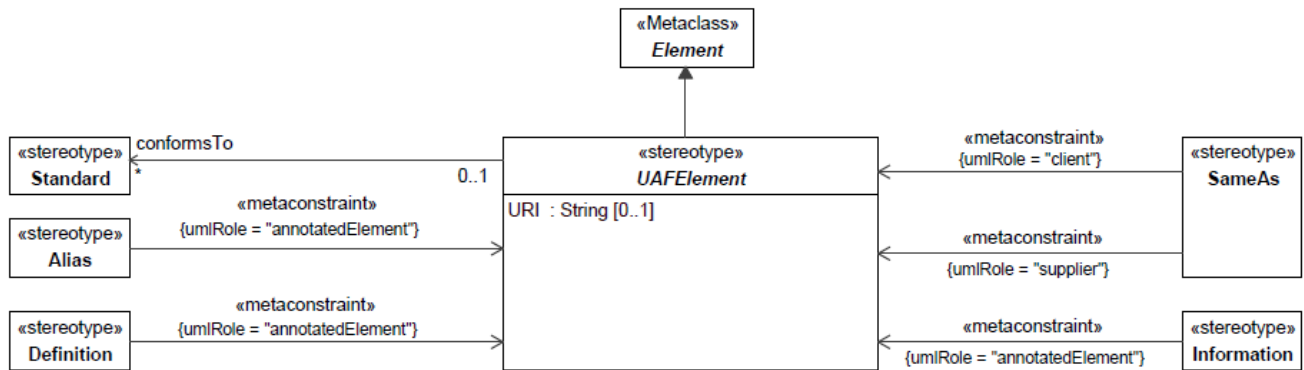 «Metaclass»
Element
«stereotype»
Standard
conformsTo
*
0..1
«stereotype»
UAFElement
URI : String [0..1]
«metaconstraint»
{umlRole = "client"}
«stereotype»
SameAs
«metaconstraint»
{umlRole = "annotatedElement"}
«stereotype»
Alias
«metaconstraint»
{umlRole = "supplier"}
«metaconstraint»
{umlRole = "annotatedElement"}
«stereotype»
Definition
«metaconstraint»
{umlRole = "annotatedElement"}
«stereotype»
Information